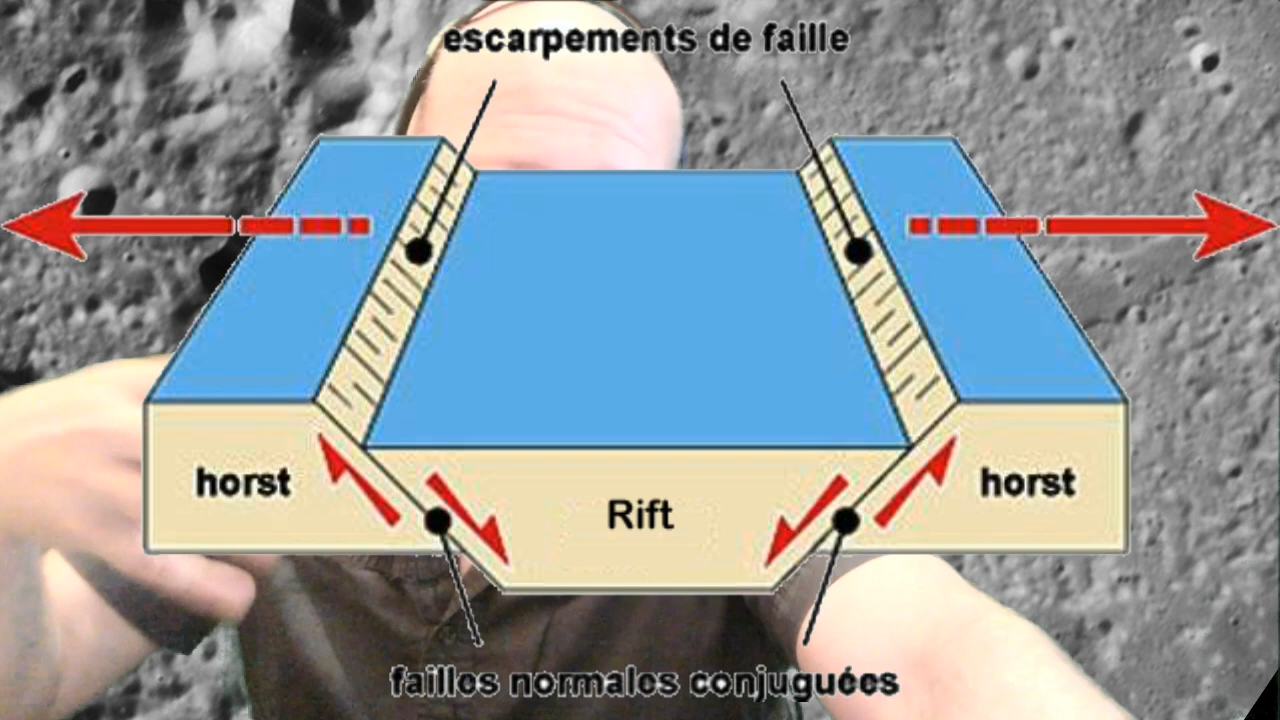 escarpements de faille
horst
Rift
horst
failles normales conjuguées